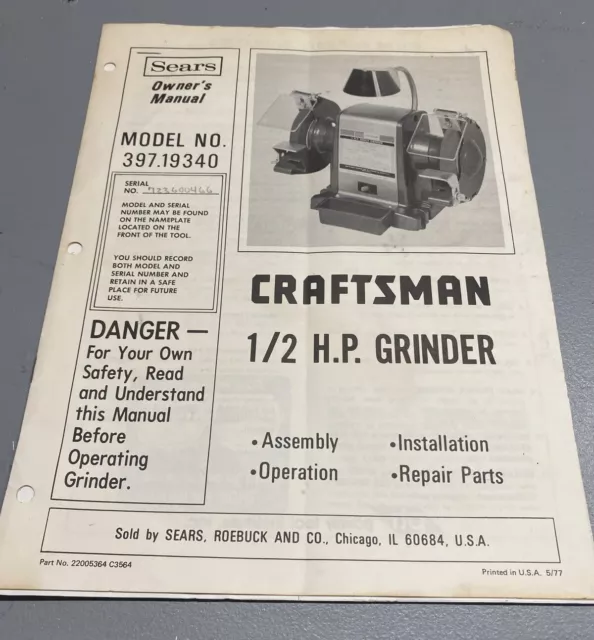 Sears
Owner's
Manual
MODEL NO.
397.19340
SERIAL
NO.
MODEL AND SERIAL
NUMBER MAY BE FOUND
ON THE NAMEPLATE
LOCATED ON THE
FRONT OF THE TOOL.
YOU SHOULD RECORD
BOTH MODEL AND
SERIAL NUMBER AND
RETAIN IN A SAFE
PLACE FOR FUTURE
USE.
DANGER —
For Your Own
Safety, Read
and Understand
this Manual
Before
Operating
Grinder.
CRAFTSMAN
1/2 H.P. GRINDER
•Assembly
•Installation
•Operation
•Repair Parts
Sold by SEARS, ROEBUCK AND CO., Chicago, IL 60684, U.S.A.
Part No. 22005364 C3564
Printed in U.S.A. 5/77